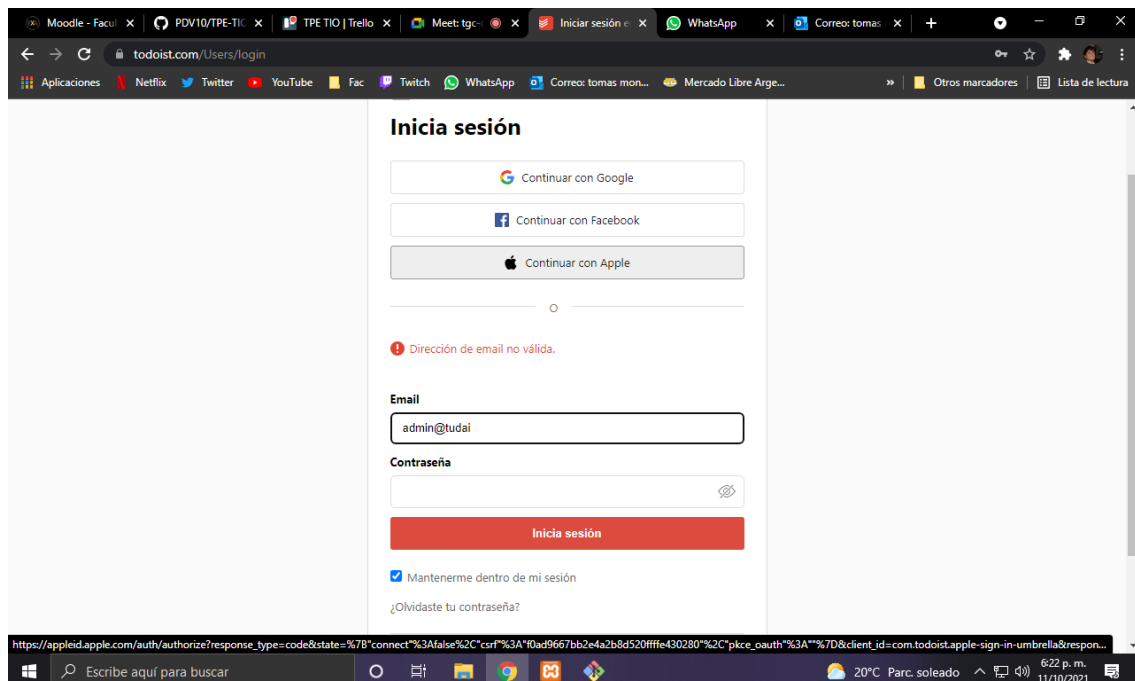 Moodle - Facul
PDV10/TPE-TIO
TPE TIO | Trello
Meet: tgc-
Iniciar sesión e
WhatsApp
Correo: tomas
todoist.com/Users/login
Aplicaciones
Netflix
Twitter
YouTube
Fac
Twitch
WhatsApp
Correo: tomas mon...
Mercado Libre Arge...
»
Otros marcadores
Lista de lectura
Inicia sesión
Continuar con Google
Continuar con Facebook
Continuar con Apple
O
Dirección de email no válida.
Email
admin@tudai
Contraseña
Inicia sesión
Mantenerme dentro de mi sesión
¿Olvidaste tu contraseña?
https://appleid.apple.com/auth/authorize?response_type=code&state=%7B"connect"%3Afalse%2C"csrf"%3A"f0ad9667bb2e4a2b8d520ffffe430280"%2C"pkce_oauth"%3A""%7D&client_id=com.todoist.apple-sign-in-umbrella&respon...
Escribe aquí para buscar
20°C Parc. soleado
6:22 p. m.
11/10/2021